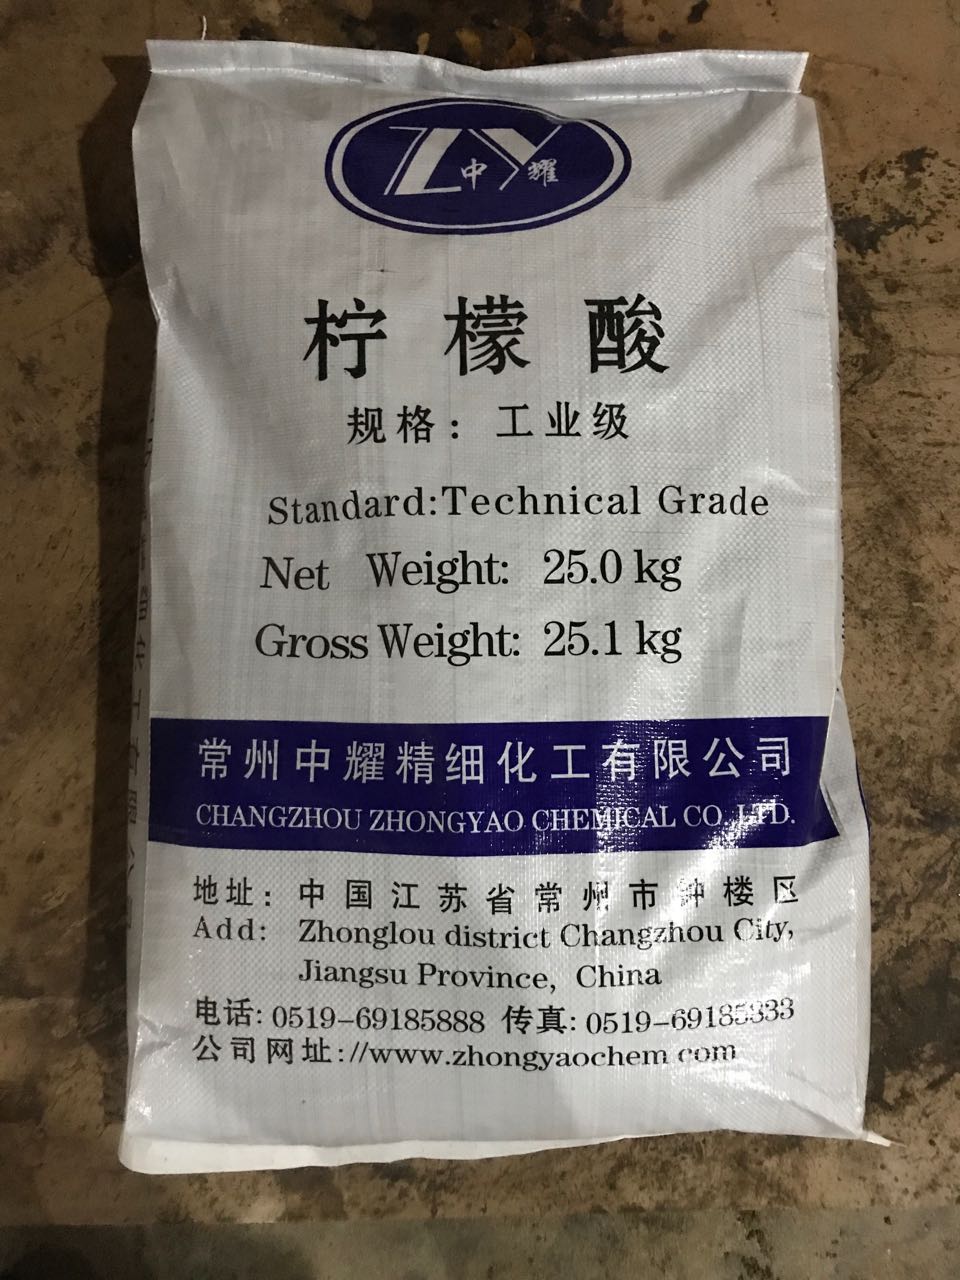 ZY
中耀
柠檬酸
规格：工业级
Standard:Technical Grade
Net Weight: 25.0 kg
Gross Weight: 25.1 kg
常州中耀精细化工有限公司
CHANGZHOU ZHONGYAO CHEMICAL CO. LTD.
地址：中国江苏省常州市钟楼区
Add: Zhonglou district Changzhou City,
Jiangsu Province, China
电话: 0519-69185888 传真: 0519-69185833
公司网址://www.zhongyaochem.com